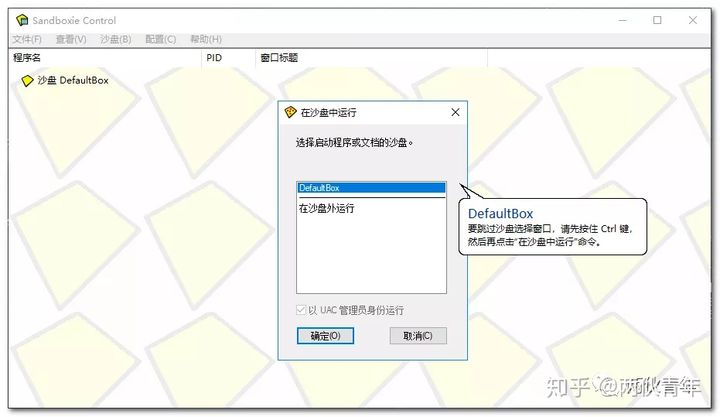 Sandboxie Control
文件(F) 查看(V) 沙盘(B) 配置(C) 帮助(H)
程序名 PID 窗口标题
沙盘 DefaultBox
在沙盘中运行
选择启动程序或文档的沙盘。
DefaultBox
在沙盘外运行
DefaultBox
要跳过沙盘选择窗口，请先按住 Ctrl 键，
然后再点击“在沙盘中运行”命令。
以 UAC 管理员身份运行
确定(O) 取消(C)
知乎 @两伙青年